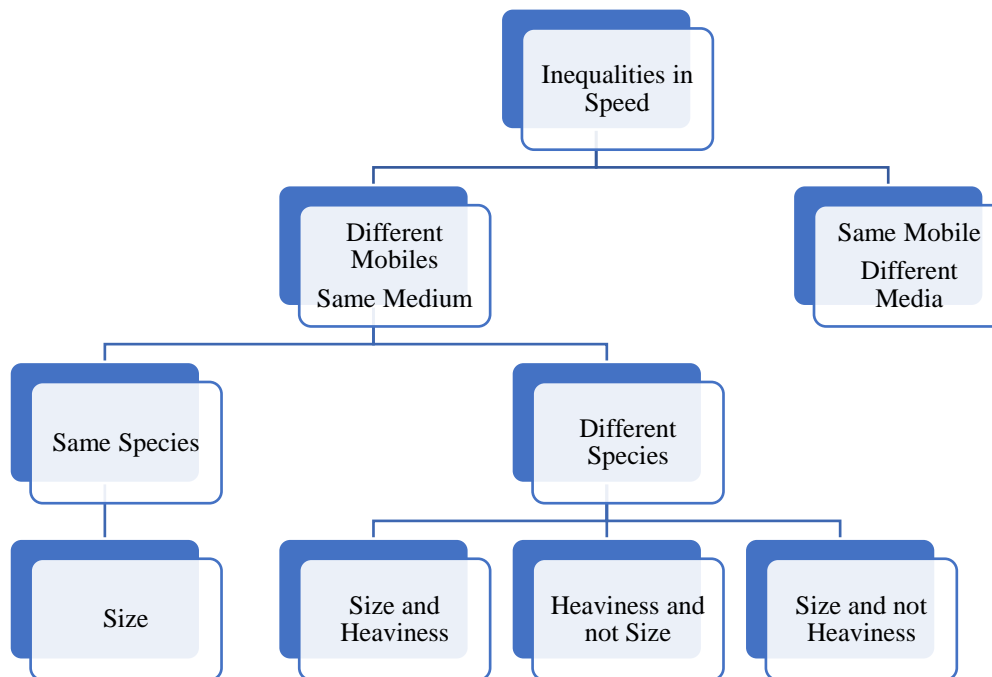 Inequalities in
Speed
Different
Mobiles
Same Medium
Same Mobile
Different
Media
Same Species
Different
Species
Size
Size and
Heaviness
Heaviness and
not Size
Size and not
Heaviness